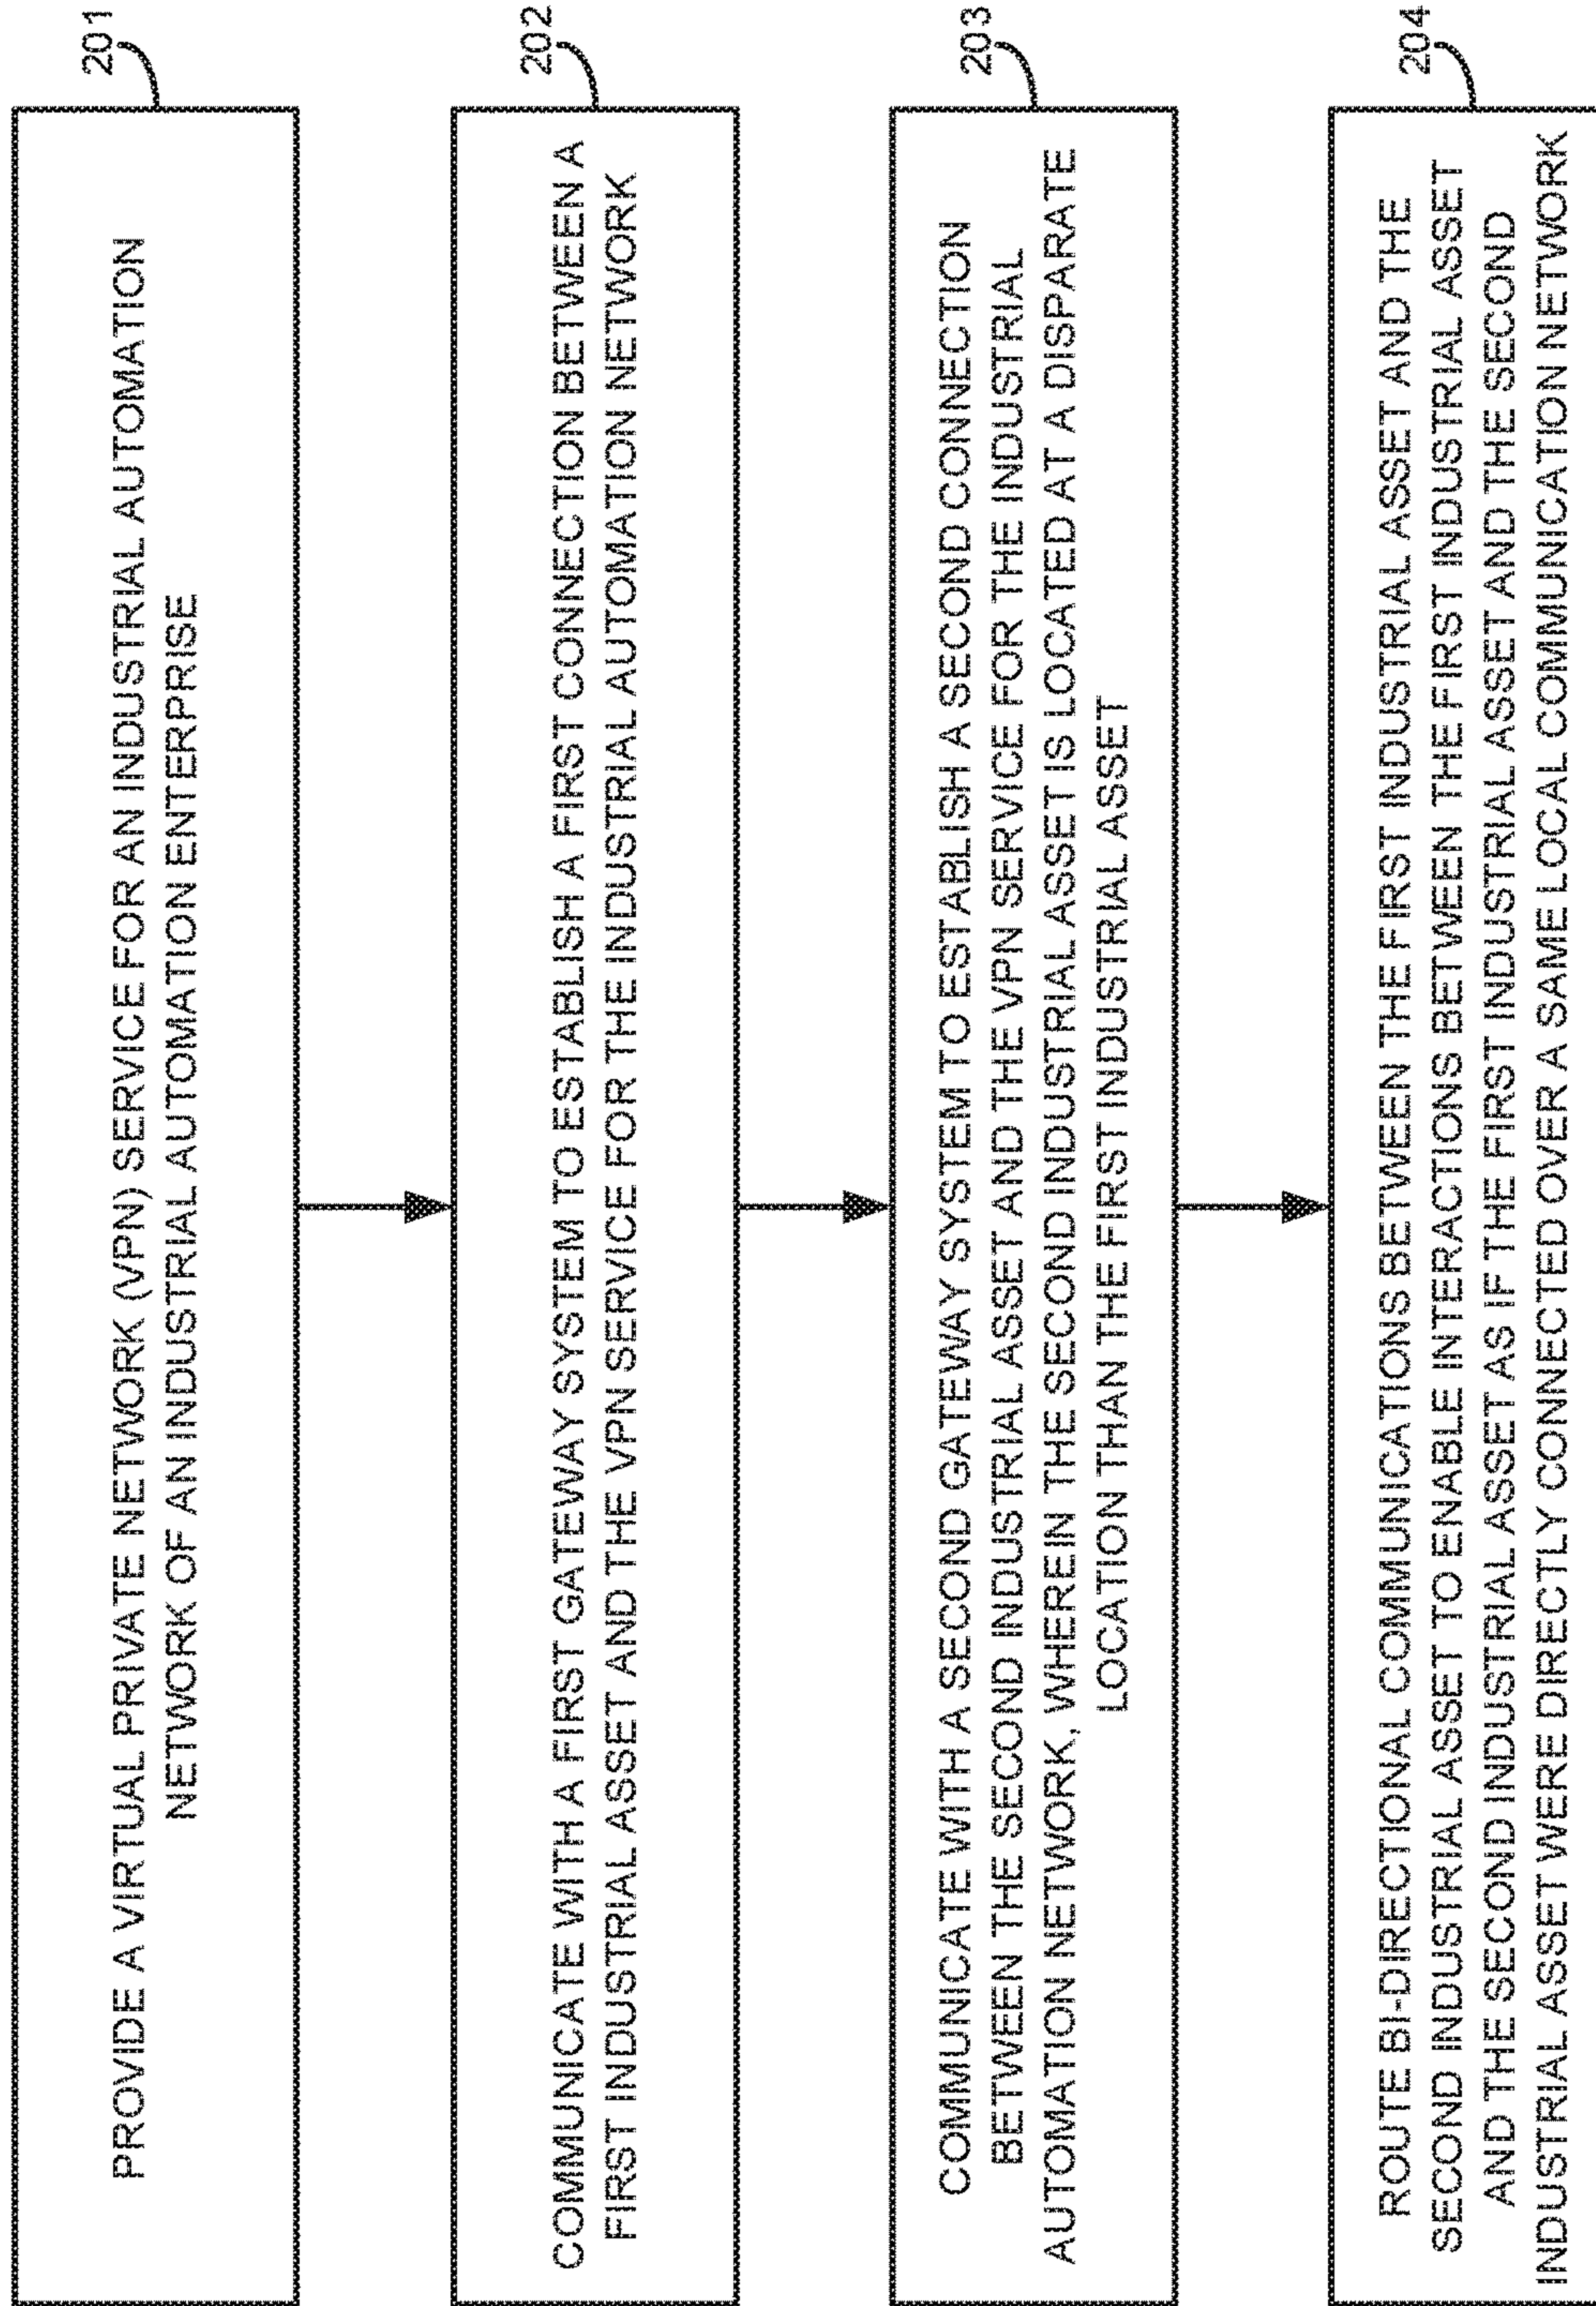 201
PROVIDE A VIRTUAL PRIVATE NETWORK (VPN) SERVICE FOR AN INDUSTRIAL AUTOMATION
NETWORK OF AN INDUSTRIAL AUTOMATION ENTERPRISE
202
COMMUNICATE WITH A FIRST GATEWAY SYSTEM TO ESTABLISH A FIRST CONNECTION BETWEEN A
FIRST INDUSTRIAL ASSET AND THE VPN SERVICE FOR THE INDUSTRIAL AUTOMATION NETWORK
203
COMMUNICATE WITH A SECOND GATEWAY SYSTEM TO ESTABLISH A SECOND CONNECTION
BETWEEN THE SECOND INDUSTRIAL ASSET AND THE VPN SERVICE FOR THE INDUSTRIAL
AUTOMATION NETWORK, WHEREIN THE SECOND INDUSTRIAL ASSET IS LOCATED AT A DISPARATE
LOCATION THAN THE FIRST INDUSTRIAL ASSET
204
ROUTE BI-DIRECTIONAL COMMUNICATIONS BETWEEN THE FIRST INDUSTRIAL ASSET AND THE
SECOND INDUSTRIAL ASSET TO ENABLE INTERACTIONS BETWEEN THE FIRST INDUSTRIAL ASSET
AND THE SECOND INDUSTRIAL ASSET AS IF THE FIRST INDUSTRIAL ASSET AND THE SECOND
INDUSTRIAL ASSET WERE DIRECTLY CONNECTED OVER A SAME LOCAL COMMUNICATION NETWORK